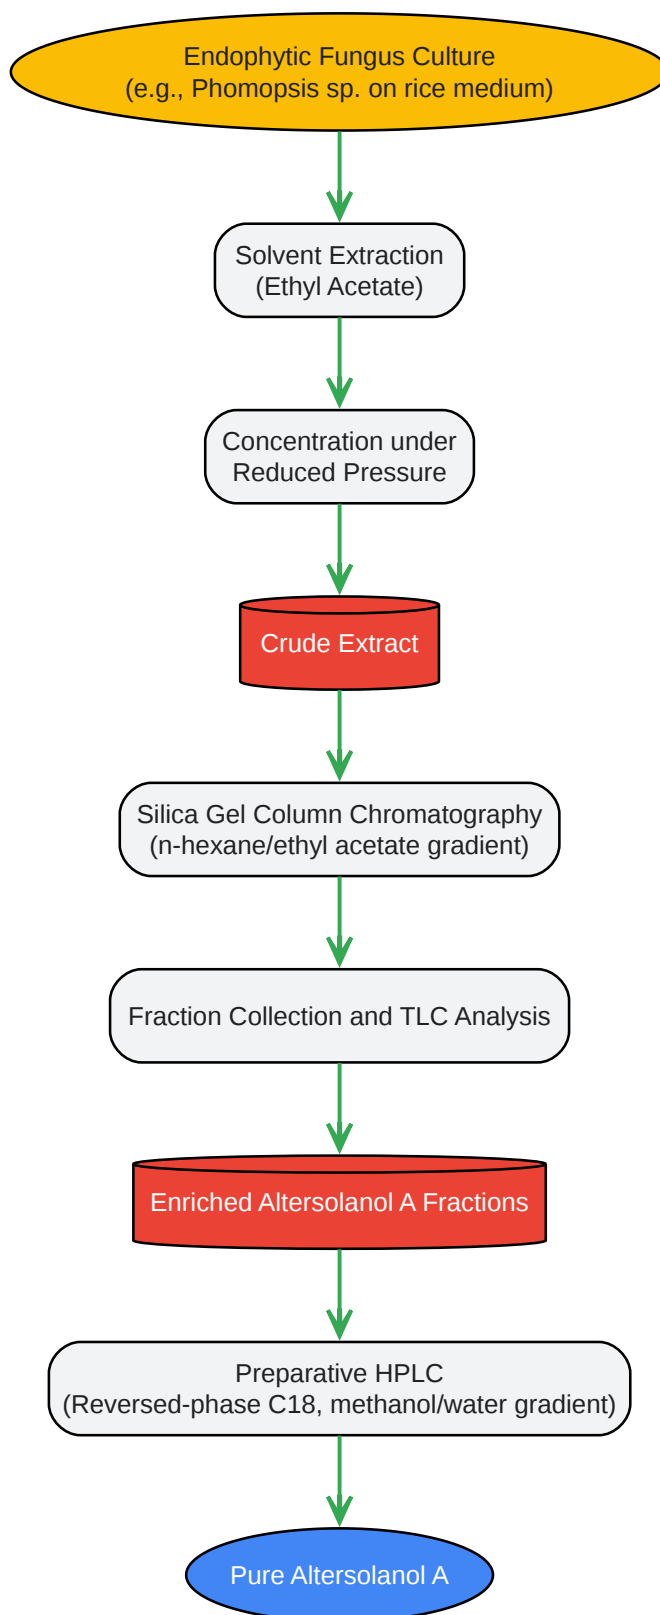 Endophytic Fungus Culture
(e.g., Phomopsis sp. on rice medium)
Solvent Extraction
(Ethyl Acetate)
Concentration under
Reduced Pressure
Crude Extract
Silica Gel Column Chromatography
(n-hexane/ethyl acetate gradient)
Fraction Collection and TLC Analysis
Enriched Altersolanol A Fractions
Preparative HPLC
(Reversed-phase C18, methanol/water gradient)
Pure Altersolanol A